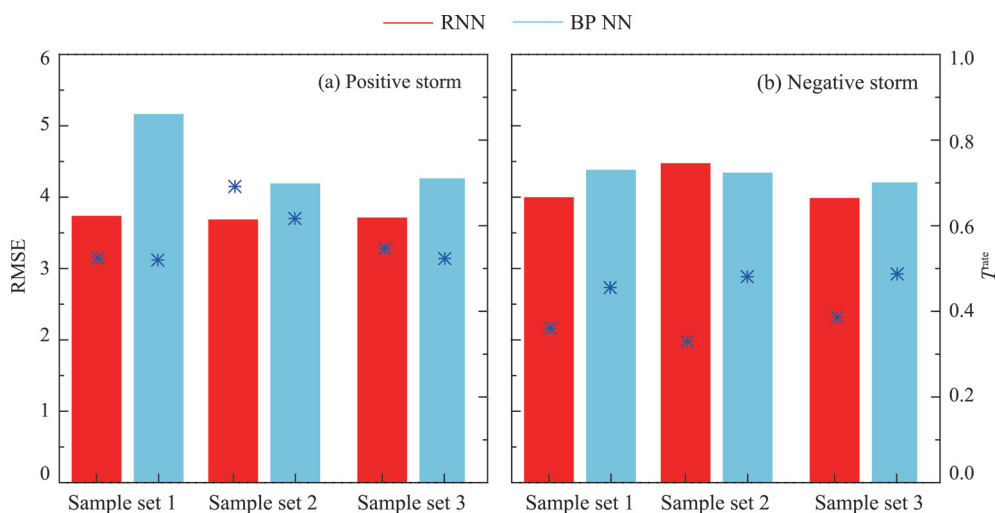 RNN BP NN
(a) Positive storm
(b) Negative storm
6
5
4
3
2
1
0
RMSE
1.0
0.8
0.6
0.4
0.2
0.0
T^rate
Sample set 1 Sample set 2 Sample set 3
Sample set 1 Sample set 2 Sample set 3